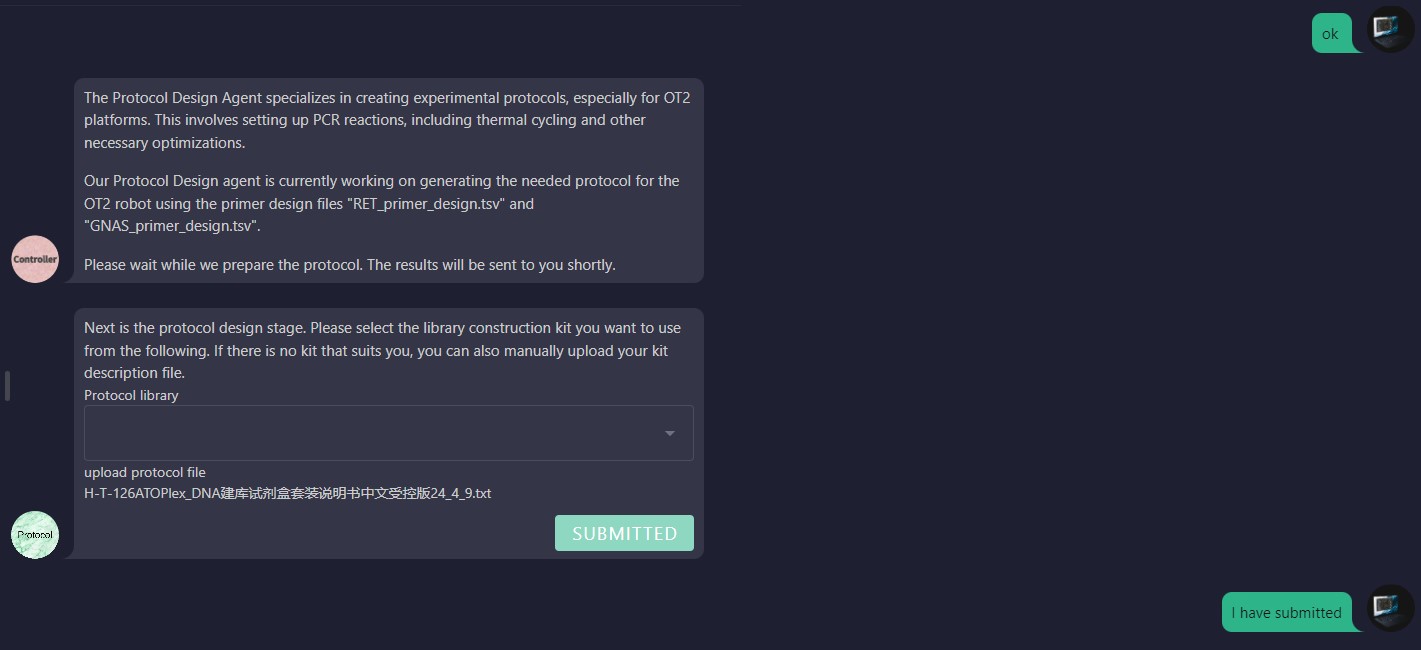 ok
The Protocol Design Agent specializes in creating experimental protocols, especially for OT2
platforms. This involves setting up PCR reactions, including thermal cycling and other
necessary optimizations.
Our Protocol Design agent is currently working on generating the needed protocol for the
OT2 robot using the primer design files "RET_primer_design.tsv" and
"GNAS_primer_design.tsv".
Please wait while we prepare the protocol. The results will be sent to you shortly.
Controller
Next is the protocol design stage. Please select the library construction kit you want to use
from the following. If there is no kit that suits you, you can also manually upload your kit
description file.
Protocol library
upload protocol file
H-T-126ATOPlex_DNA建库试剂盒套装说明书中文受控版24_4_9.txt
SUBMITTED
Protocol
I have submitted